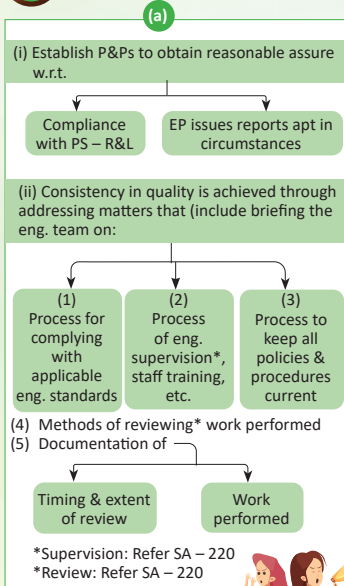 (a)
(i) Establish P&Ps to obtain reasonable assure
w.r.t.
Compliance
with PS – R&L
EP issues reports apt in
circumstances
(ii) Consistency in quality is achieved through
addressing matters that (include briefing the
eng. team on:
(1)
Process for
complying
with
applicable
eng. standards
(2)
Process
of eng.
supervision*,
staff training,
etc.
(3)
Process to
keep all
policies &
procedures
current
(4) Methods of reviewing* work performed
(5) Documentation of
Timing & extent
of review
Work
performed
*Supervision: Refer SA – 220
*Review: Refer SA – 220